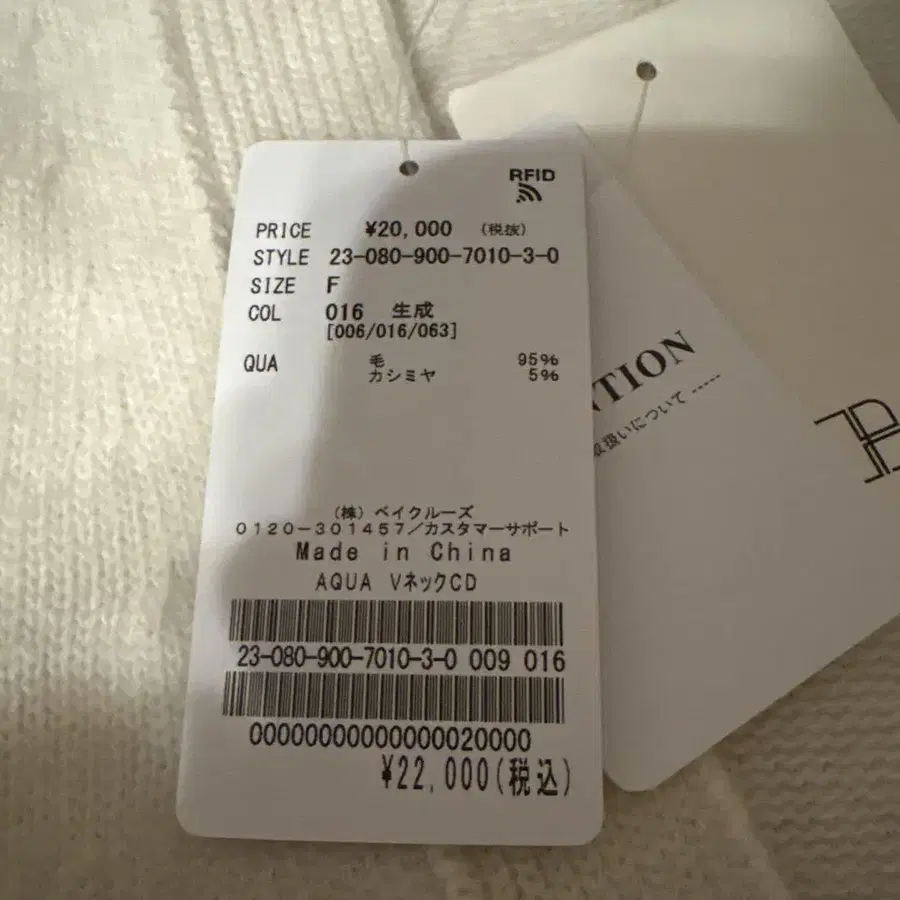 RFID
PRICE ¥20,000 (税抜)
STYLE 23-080-900-7010-3-0
SIZE F
COL 016 生成
[006/016/063]
QUA 毛 95%
カシミヤ 5%
(株) ベイクルーズ
0120-301457/カスタマーサポート
Made in China
AQUA VネックCD
23-080-900-7010-3-0 009 016
00000000000000020000
¥22,000(税込)
NTION
取扱いについて -----